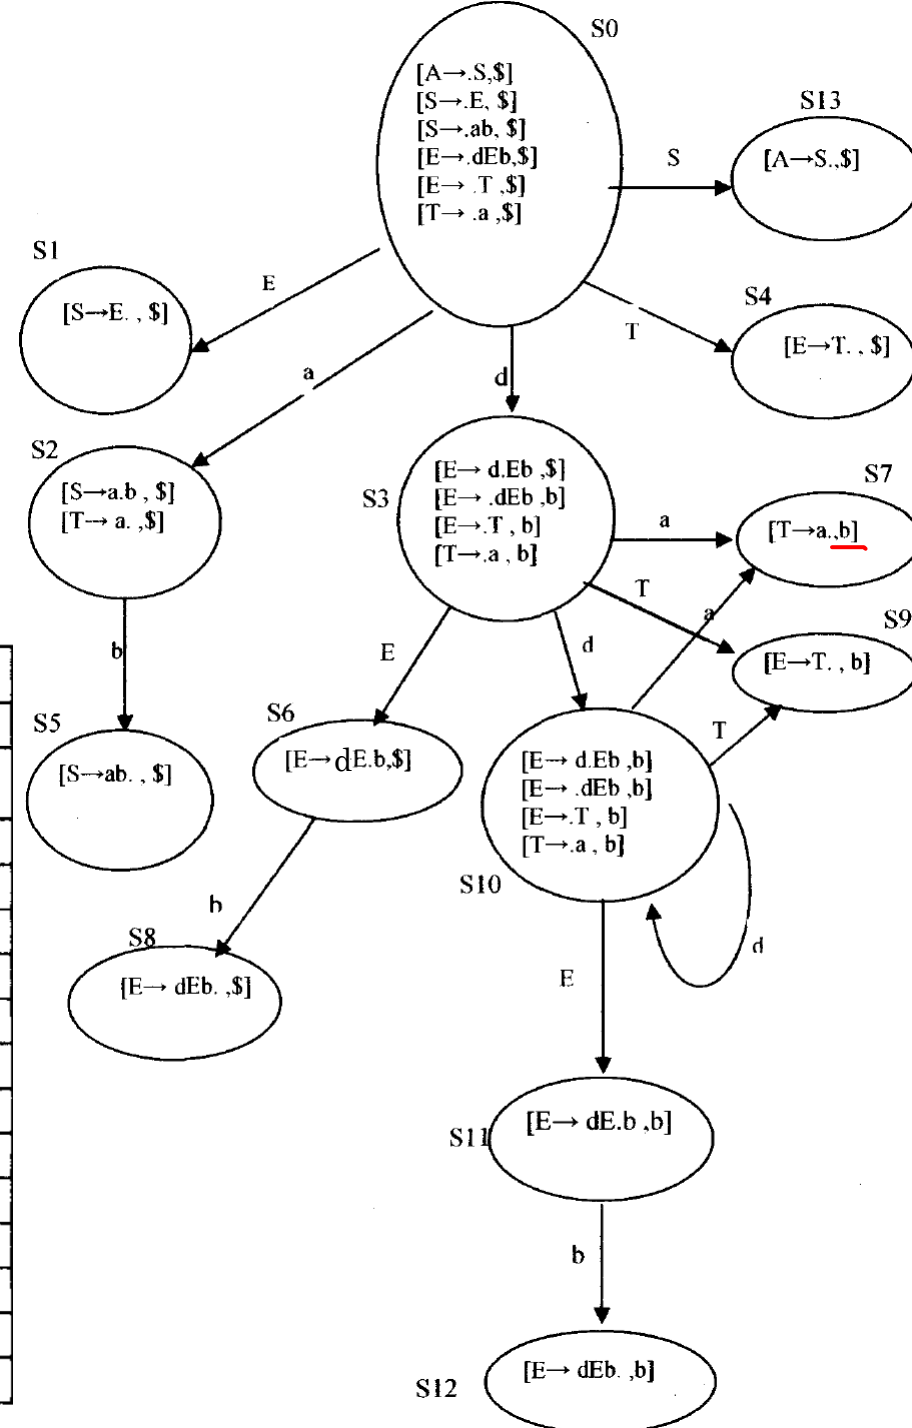 S0
[A→.S,$]
[S→.E, $]
[S→.ab, $]
[E→.dEb,$]
[E→ .T ,$]
[T→ .a ,$]
S
S13
[A→S.,$]
S1
E
[S→E. , $]
a
d
T
S4
[E→T. , $]
S2
[S→a.b , $]
[T→ a. ,$]
S3
[E→ d.Eb ,$]
[E→ .dEb ,b]
[E→.T , b]
[T→.a , b]
a
S7
[T→a.,b]
T
a
S9
[E→T. , b]
b
E
d
S5
[S→ab. , $]
S6
[E→dE.b,$]
T
[E→ d.Eb ,b]
[E→ .dEb ,b]
[E→.T , b]
[T→.a , b]
S10
d
b
S8
[E→ dEb. ,$]
E
S11
[E→ dE.b ,b]
b
S12
[E→ dEb. ,b]